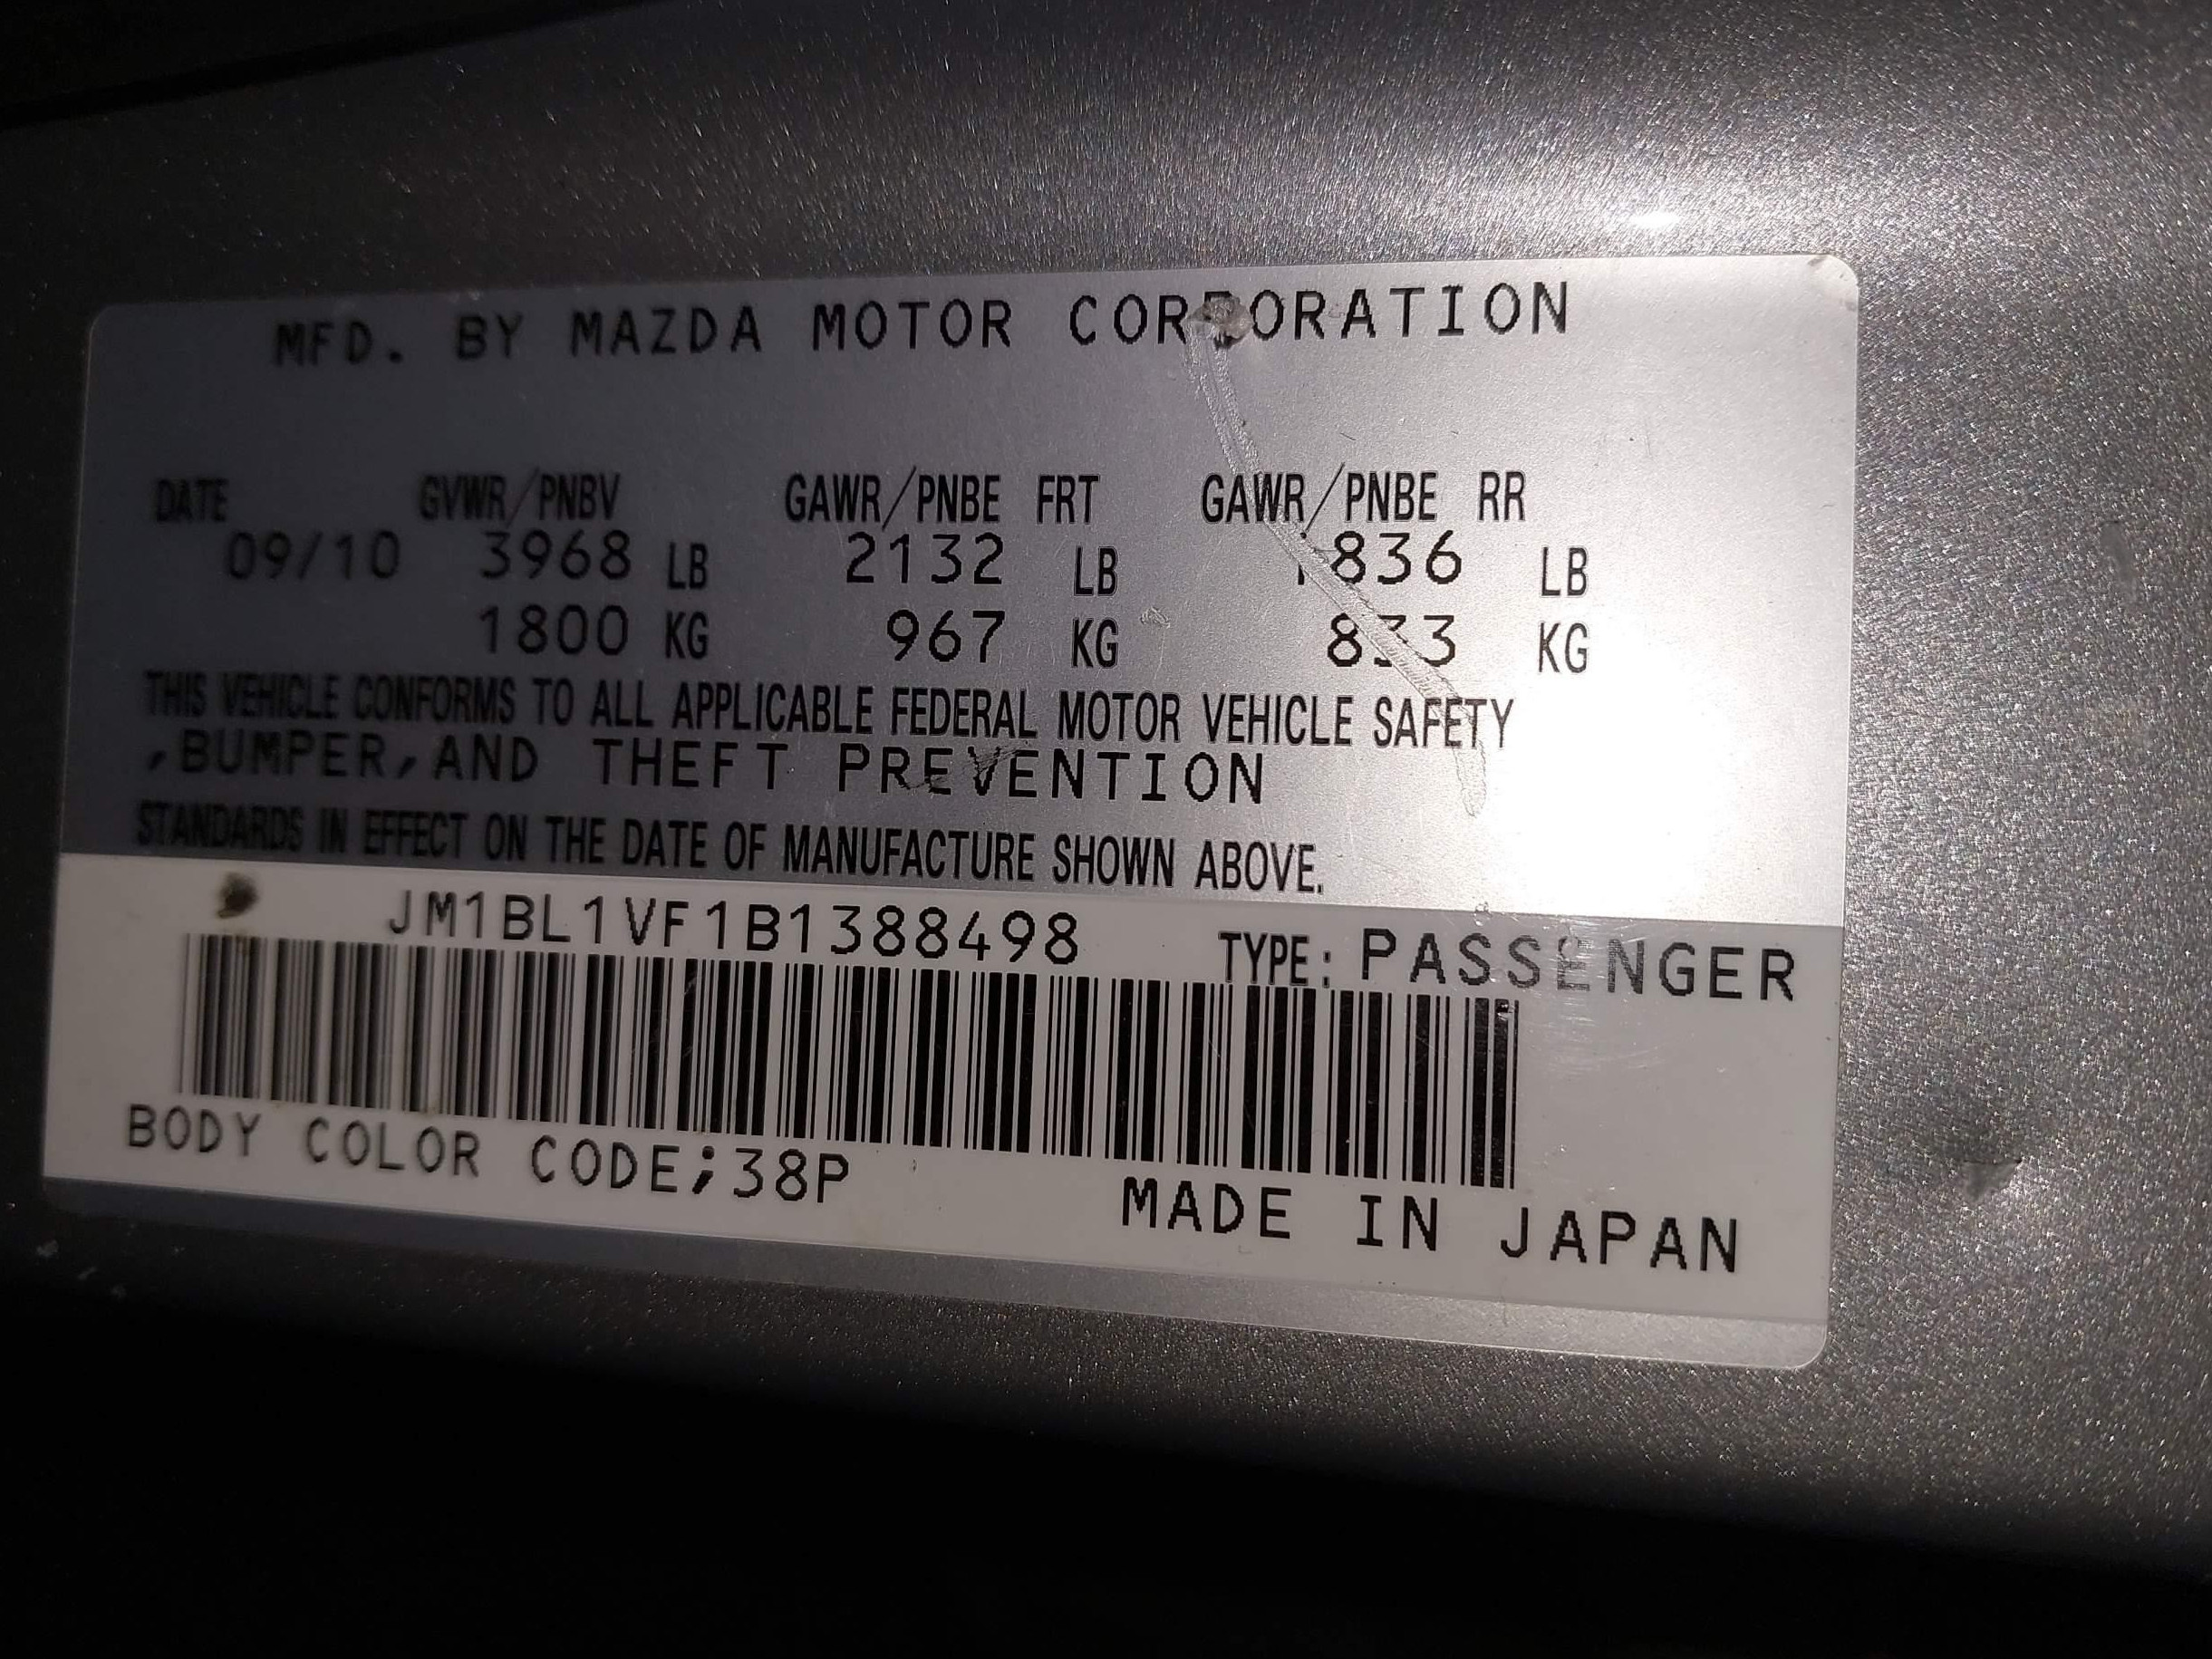 MFD. BY MAZDA MOTOR CORPORATION
DATE GVWR/PNBV GAWR/PNBE FRT GAWR/PNBE RR
09/10 3968 LB 2132 LB 1836 LB
1800 KG 967 KG 833 KG
THIS VEHICLE CONFORMS TO ALL APPLICABLE FEDERAL MOTOR VEHICLE SAFETY
,BUMPER,AND THEFT PREVENTION
STANDARDS IN EFFECT ON THE DATE OF MANUFACTURE SHOWN ABOVE.
JM1BL1VF1B1388498 TYPE: PASSENGER
BODY COLOR CODE;38P MADE IN JAPAN